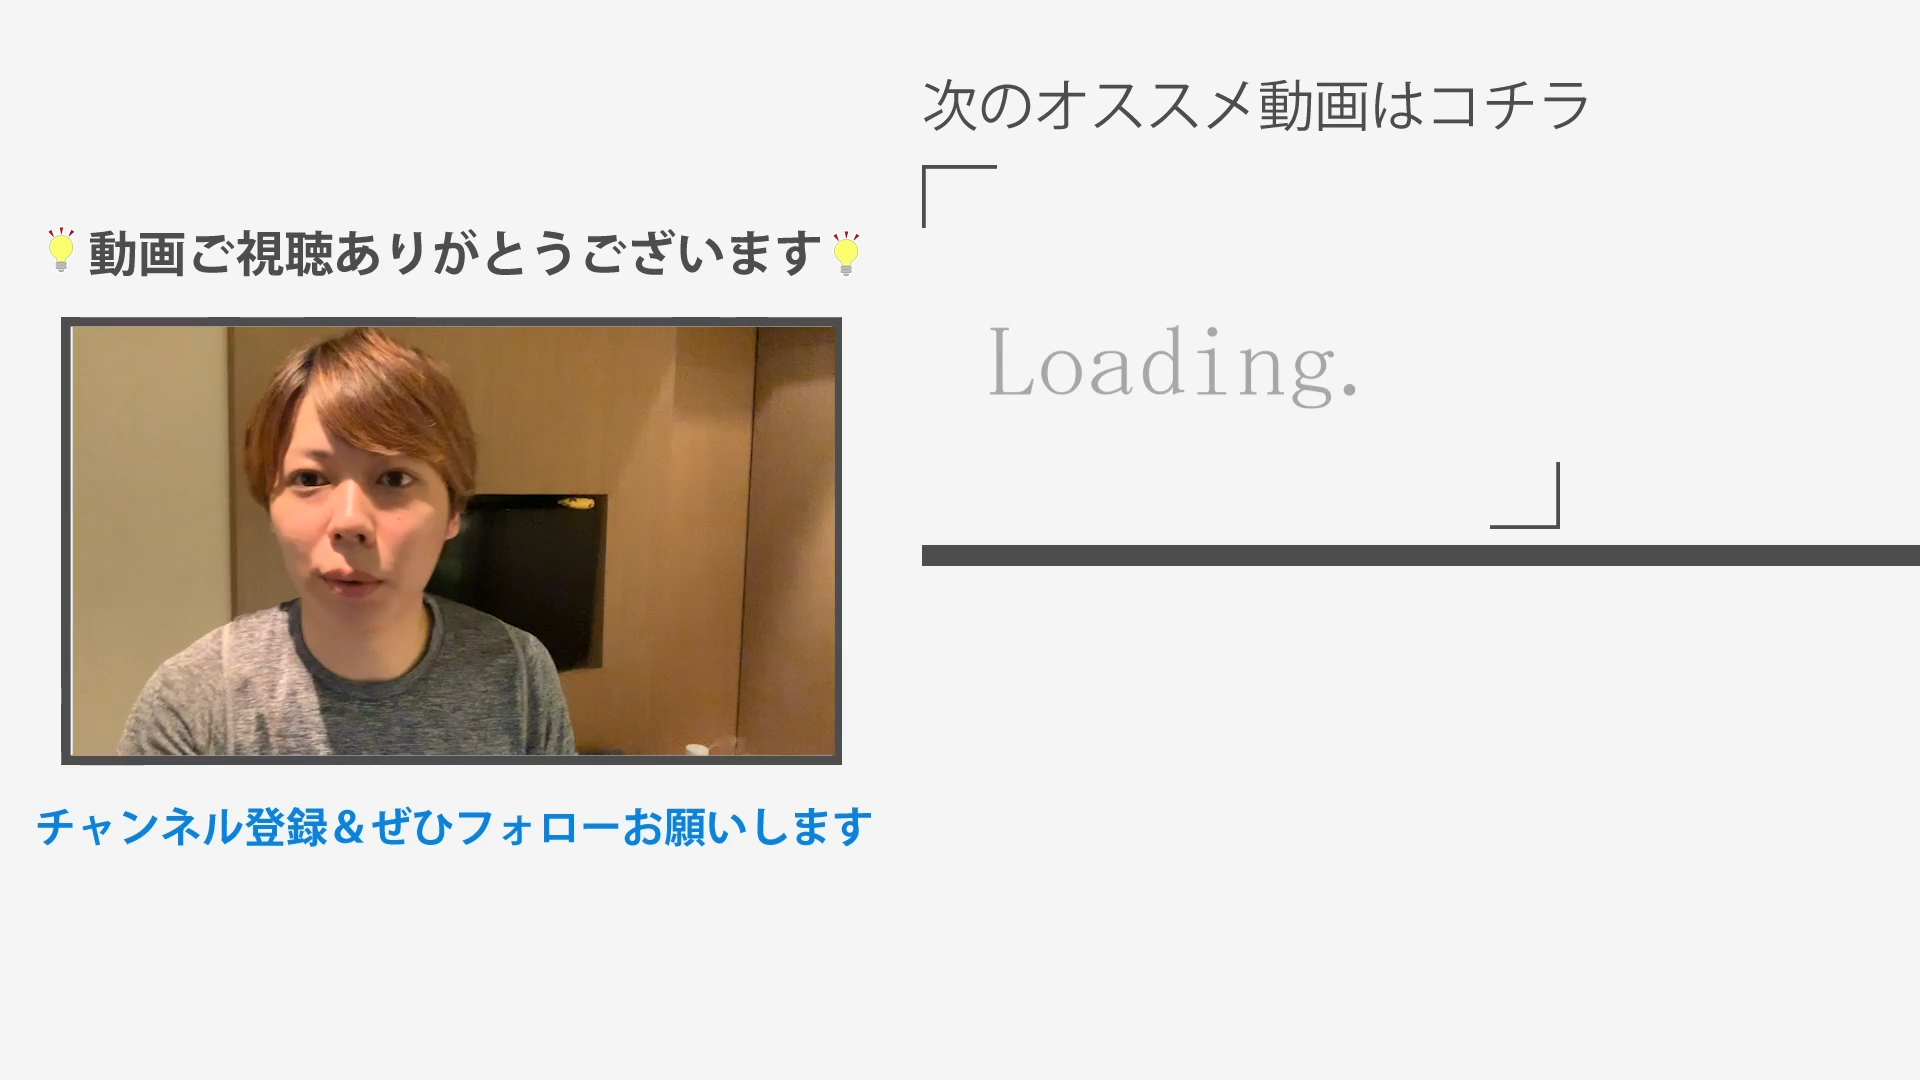 動画ご視聴ありがとうございます
チャンネル登録＆ぜひフォローお願いします
次のオススメ動画はコチラ
Loading.